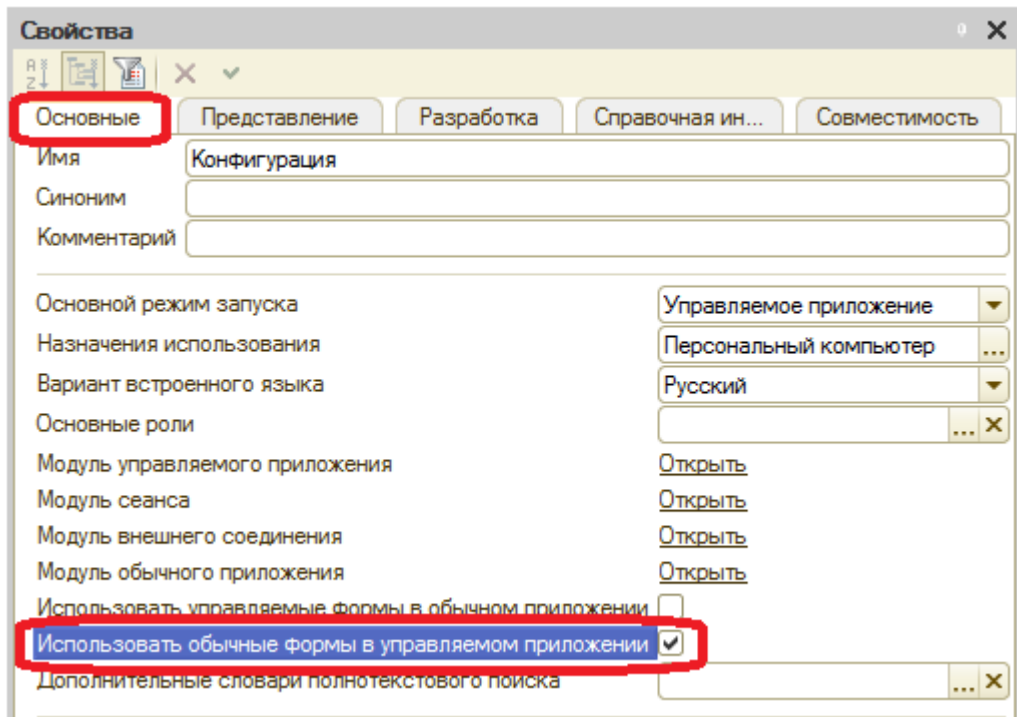 Свойства
Основные Представление Разработка Справочная ин... Совместимость
Имя Конфигурация
Синоним
Комментарий
Основной режим запуска Управляемое приложение
Назначения использования Персональный компьютер ...
Вариант встроенного языка Русский
Основные роли ...
Модуль управляемого приложения Открыть
Модуль сеанса Открыть
Модуль внешнего соединения Открыть
Модуль обычного приложения Открыть
Использовать управляемые формы в обычном приложении
Использовать обычные формы в управляемом приложении
Дополнительные словари полнотекстового поиска ...